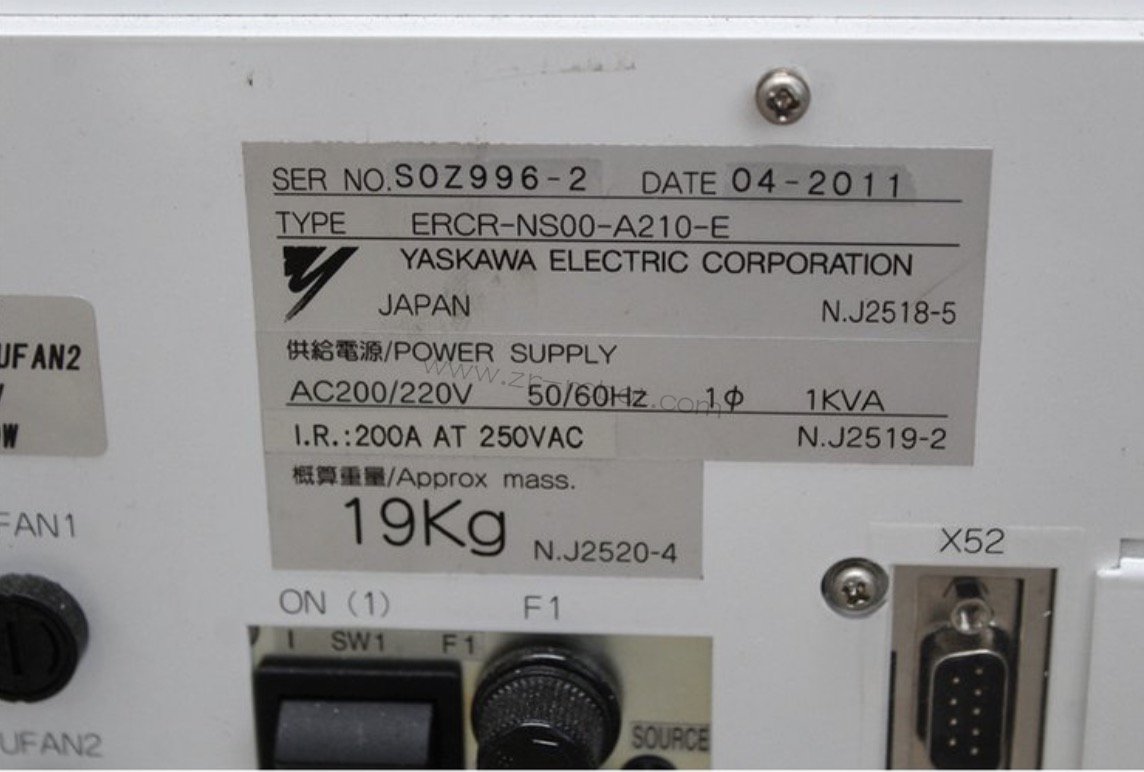 SER NO. S0Z996-2 DATE 04-2011
TYPE ERCR-NS00-A210-E
YASKAWA ELECTRIC CORPORATION
JAPAN N.J2518-5
供給電源/POWER SUPPLY
AC200/220V 50/60Hz 1φ 1KVA
I.R.:200A AT 250VAC N.J2519-2
概算重量/Approx mass.
19Kg N.J2520-4
UFAN2
FAN1
UFAN2
X52
ON (1) F1
I SW1 F1
SOURCE